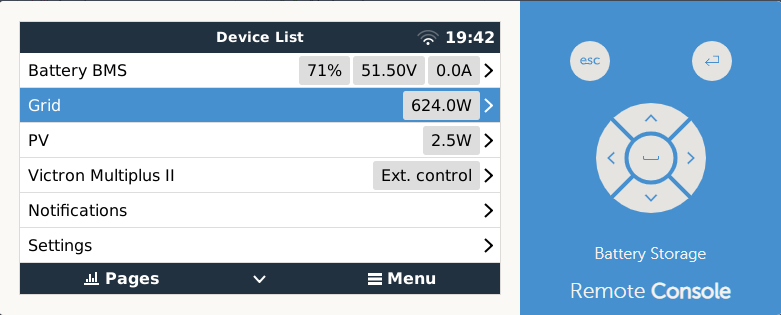 Device List 19:42
Battery BMS 71% 51.50V 0.0A
Grid 624.0W
PV 2.5W
Victron Multiplus II Ext. control
Notifications
Settings
Pages Menu
esc
Battery Storage
Remote Console